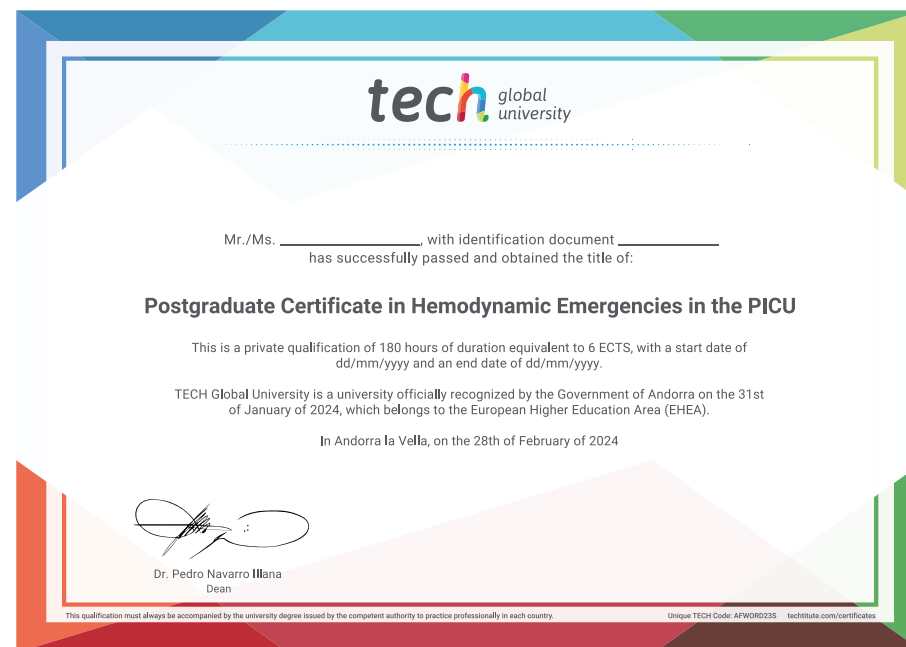 tech global
university
Mr./Ms. ____________, with identification document ____________
has successfully passed and obtained the title of:
Postgraduate Certificate in Hemodynamic Emergencies in the PICU
This is a private qualification of 180 hours of duration equivalent to 6 ECTS, with a start date of
dd/mm/yyyy and an end date of dd/mm/yyyy.
TECH Global University is a university officially recognized by the Government of Andorra on the 31st
of January of 2024, which belongs to the European Higher Education Area (EHEA).
In Andorra la Vella, on the 28th of February of 2024
Dr. Pedro Navarro Illana
Dean
This qualification must always be accompanied by the university degree issued by the competent authority to practice professionally in each country.
Unique TECH Code: AFWORD23S techtitute.com/certificates